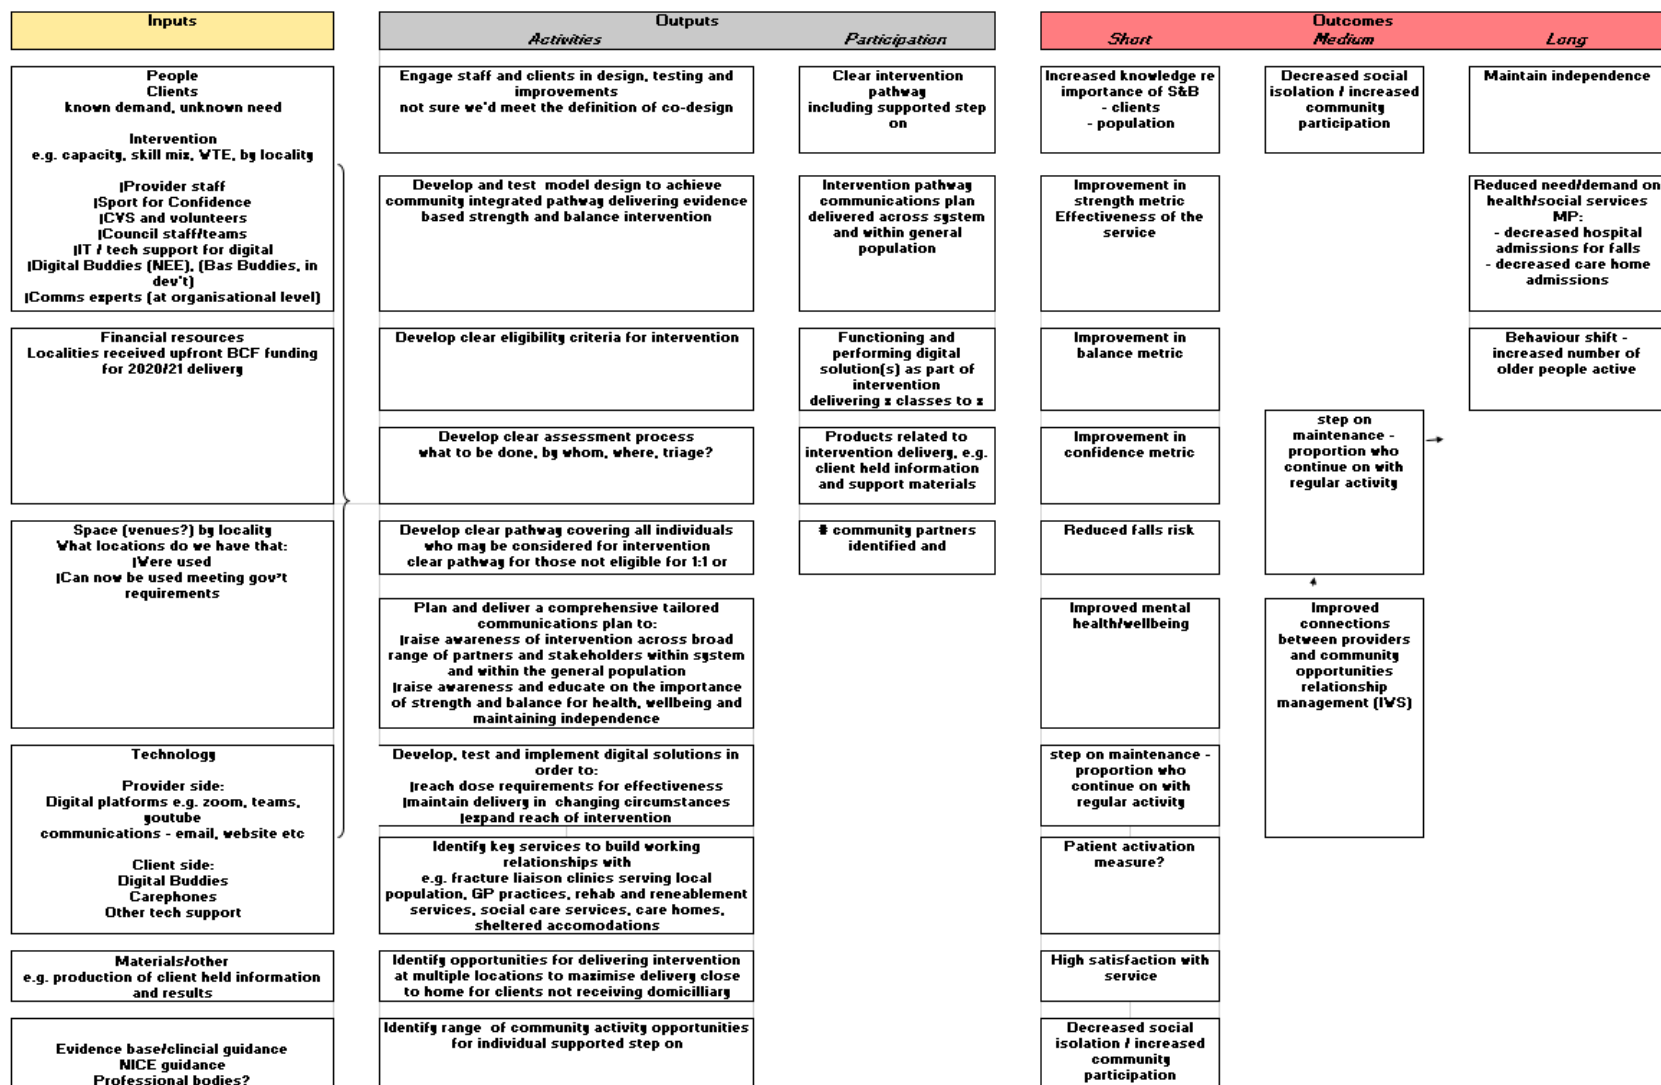 Inputs
People
Clients
known demand, unknown need
Intervention
e.g. capacity, skill mix, WTE, by locality
Provider staff
Sport for Confidence
CVS and volunteers
Council staff/teams
IT / tech support for digital
Digital Buddies (NEE), (Bas Buddies, in
dev't)
Comms experts (at organisational level)
Financial resources
Localities received upfront BCF funding
for 2020/21 delivery
Space (venues?) by locality
What locations do we have that:
Were used
Can now be used meeting gov't
requirements
Technology
Provider side:
Digital platforms e.g. zoom, teams,
youtube
communications - email, website etc
Client side:
Digital Buddies
Carephones
Other tech support
Materials/other
e.g. production of client held information
and results
Evidence base/clincial guidance
NICE guidance
Professional bodies?
Outputs
Activities
Engage staff and clients in design, testing and
improvements
not sure we'd meet the definition of co-design
Develop and test model design to achieve
community integrated pathway delivering evidence
based strength and balance intervention
Develop clear eligibility criteria for intervention
Develop clear assessment process
what to be done, by whom, where, triage?
Develop clear pathway covering all individuals
who may be considered for intervention
clear pathway for those not eligible for 1:1 or
Plan and deliver a comprehensive tailored
communications plan to:
raise awareness of intervention across broad
range of partners and stakeholders within system
and within the general population
raise awareness and educate on the importance
of strength and balance for health, wellbeing and
maintaining independence
Develop, test and implement digital solutions in
order to:
reach dose requirements for effectiveness
maintain delivery in changing circumstances
expand reach of intervention
Identify key services to build working
relationships with
e.g. fracture liaison clinics serving local
population, GP practices, rehab and reneablement
services, social care services, care homes,
sheltered accomodations
Identify opportunities for delivering intervention
at multiple locations to maximise delivery close
to home for clients not receiving domicilliary
Identify range of community activity opportunities
for individual supported step on
Participation
Clear intervention
pathway
including supported step
on
Intervention pathway
communications plan
delivered across system
and within general
population
Functioning and
performing digital
solution(s) as part of
intervention
delivering x classes to x
Products related to
intervention delivery, e.g.
client held information
and support materials
# community partners
identified and
Outcomes
Short
Increased knowledge re
importance of S&B
- clients
- population
Improvement in
strength metric
Effectiveness of the
service
Improvement in
balance metric
Improvement in
confidence metric
Reduced falls risk
Improved mental
health/wellbeing
step on maintenance -
proportion who
continue on with
regular activity
Patient activation
measure?
High satisfaction with
service
Decreased social
isolation / increased
community
participation
Medium
Decreased social
isolation / increased
community
participation
step on
maintenance -
proportion who
continue on with
regular activity
Improved
connections
between providers
and community
opportunities
relationship
management (IWS)
Long
Maintain independence
Reduced need/demand on
health/social services
MP:
- decreased hospital
admissions for falls
- decreased care home
admissions
Behaviour shift -
increased number of
older people active